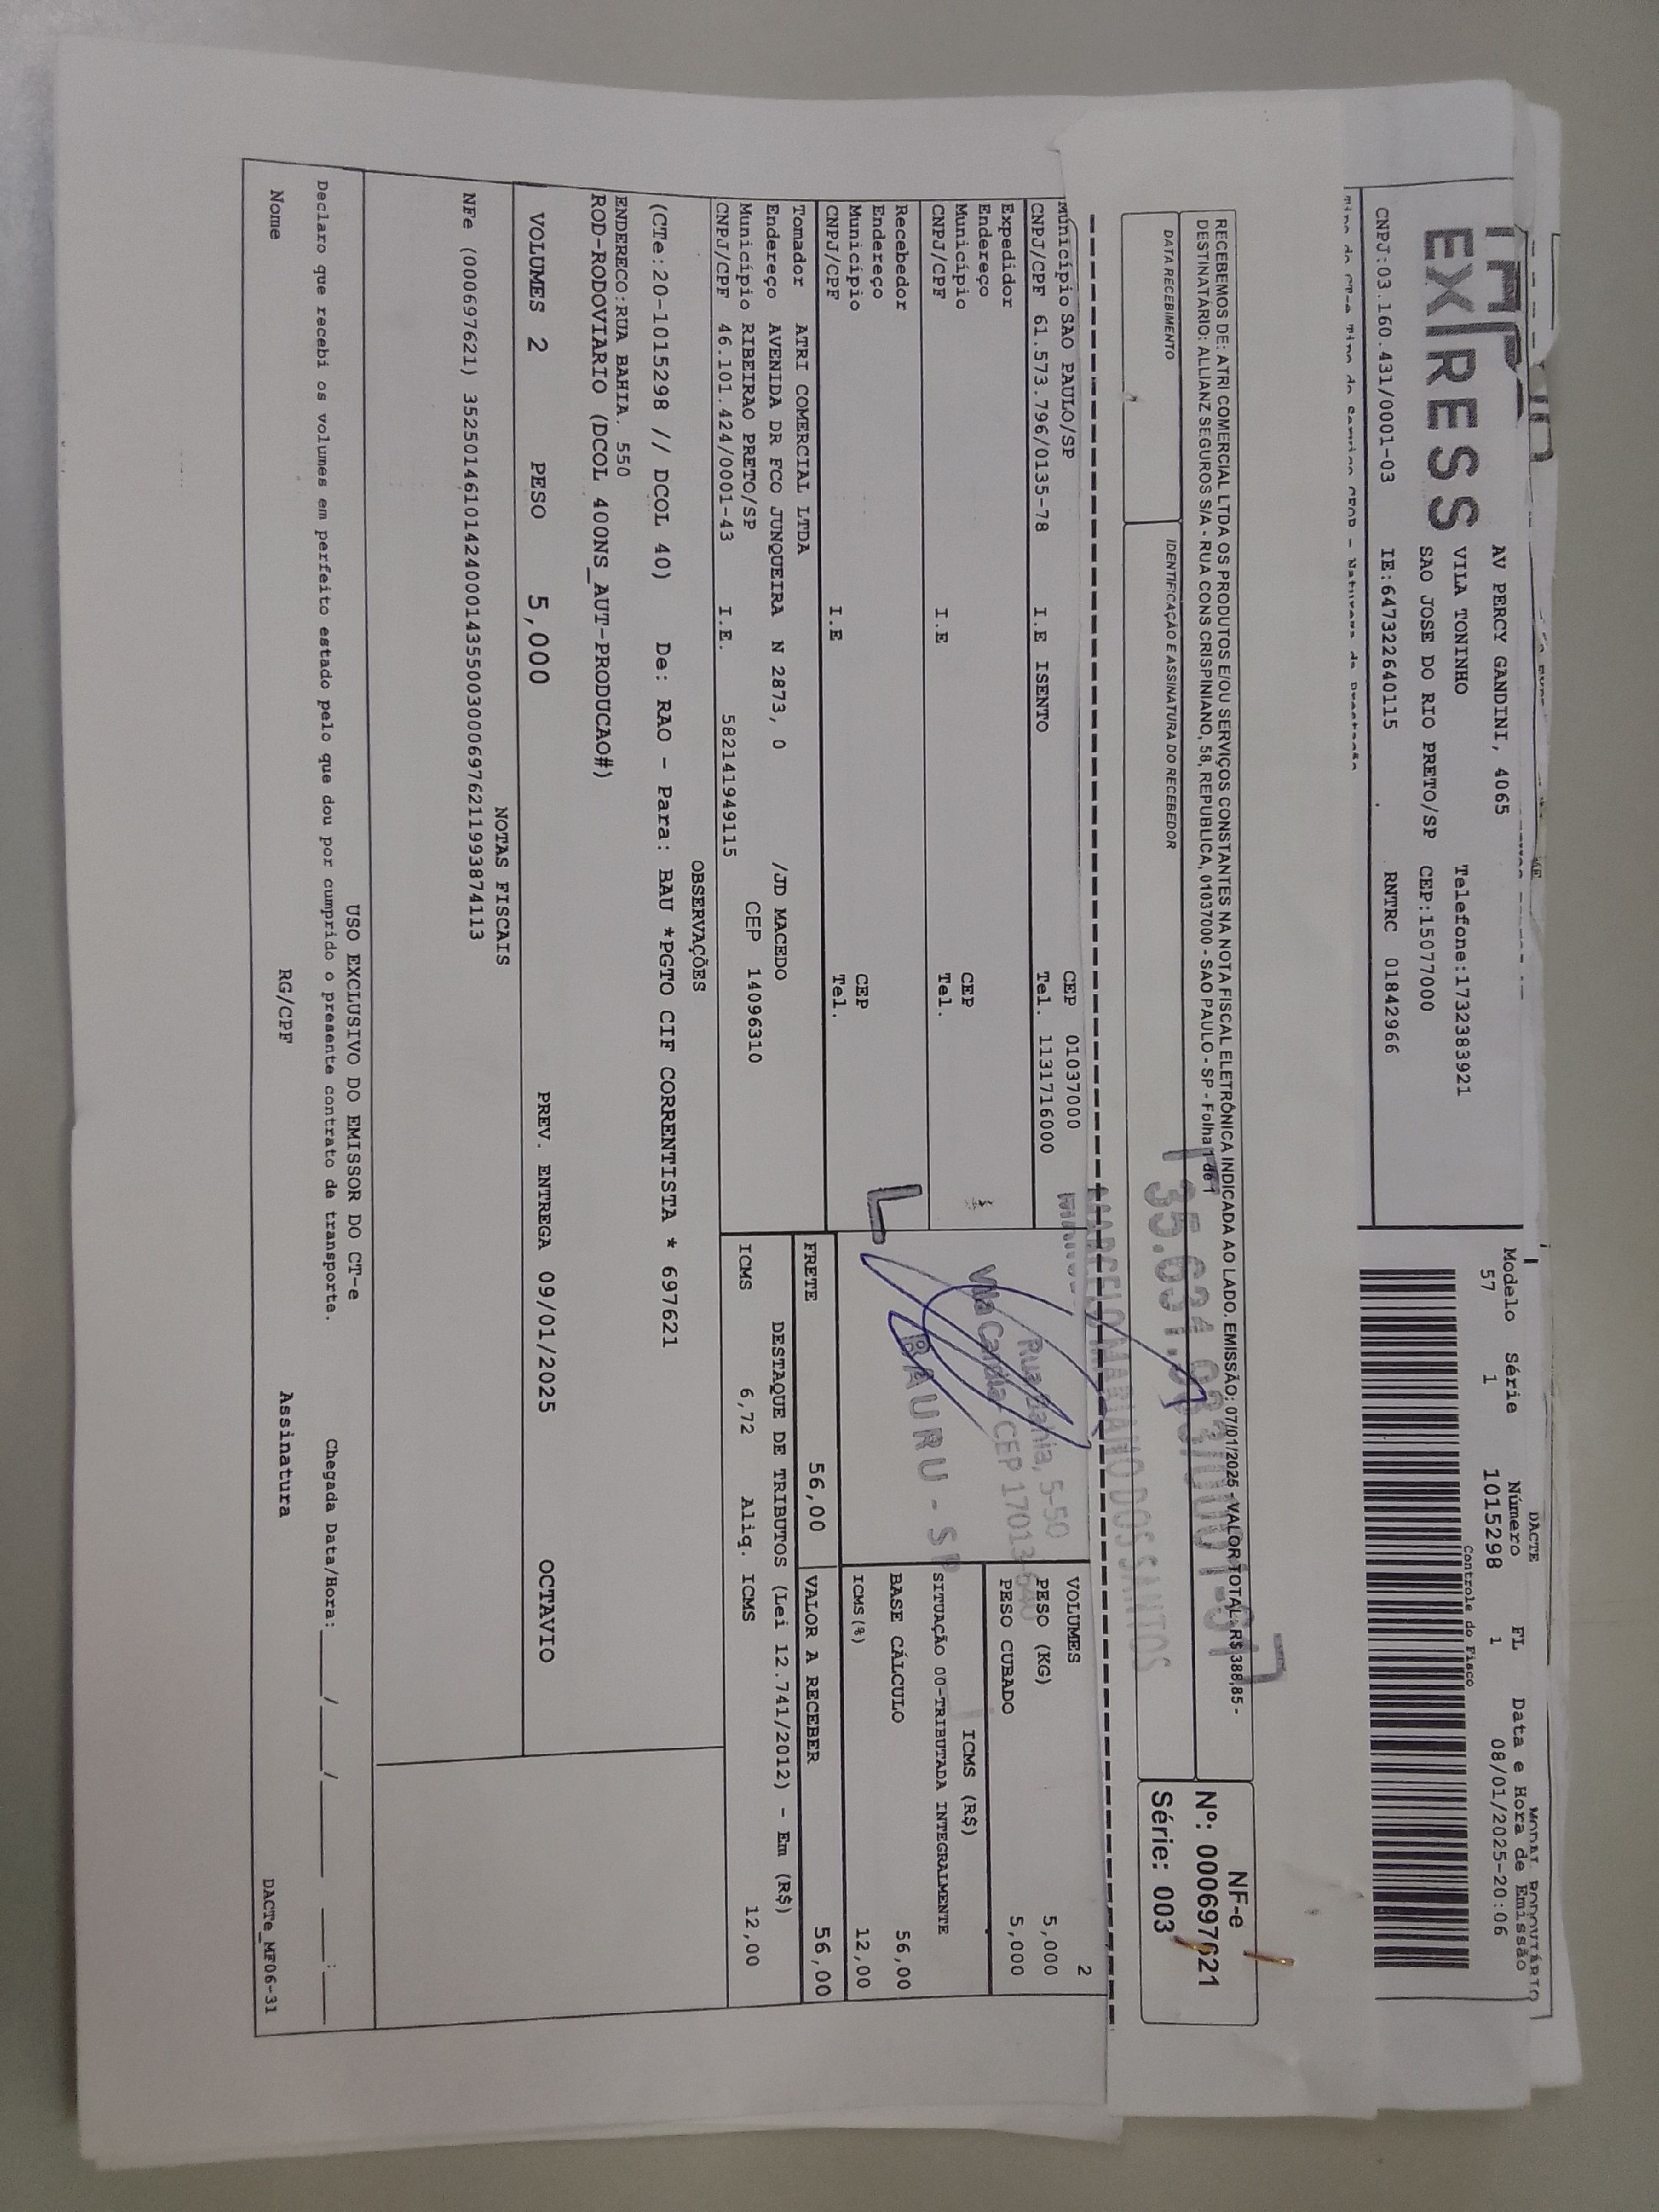 EXPRESS
AV PERCY GANDINI, 4065
VILA TONINHO
Telefone:1732383921
SAO JOSE DO RIO PRETO/SP CEP:15077000
CNPJ:03.160.431/0001-03 IE:647322640115 RNTRC 01842966
DACTE
MODAL RODOVIÁRIO
Modelo Série Número FL Data e Hora de Emissão
57 1 1015298 1 08/01/2025-20:06
Controle do Fisco
RECEBEMOS DE: ATRI COMERCIAL LTDA OS PRODUTOS E/OU SERVIÇOS CONSTANTES NA NOTA FISCAL ELETRÔNICA INDICADA AO LADO. EMISSÃO: 07/01/2025 - VALOR TOTAL: R$ 388,85 -
DESTINATÁRIO: ALLIANZ SEGUROS S/A - RUA CONS CRISPINIANO, 58, REPUBLICA, 01037000 - SAO PAULO - SP - Folha 1 de 1
DATA RECEBIMENTO
IDENTIFICAÇÃO E ASSINATURA DO RECEBEDOR
NF-e
Nº: 000697621
Série: 003
MARCELO MARIANO DOS SANTOS
Rua Bahia, 5-50
Vila Cardia - CEP 17013-640
BAURU - SP
Município SAO PAULO/SP CEP 01037000
CNPJ/CPF 61.573.796/0135-78 I.E ISENTO Tel. 1131716000
Expedidor
Endereço
Município CEP
CNPJ/CPF I.E Tel.
Recebedor
Endereço
Município CEP
CNPJ/CPF I.E Tel.
VOLUMES 2
PESO (KG) 5,000
PESO CUBADO 5,000
ICMS (R$)
SITUAÇÃO 00-TRIBUTADA INTEGRALMENTE
BASE CÁLCULO 56,00
ICMS(%) 12,00
Tomador ATRI COMERCIAL LTDA
Endereço AVENIDA DR FCO JUNQUEIRA N 2873, 0 /JD MACEDO
Município RIBEIRAO PRETO/SP CEP 14096310
CNPJ/CPF 46.101.424/0001-43 I.E. 582141949115
FRETE 56,00 VALOR A RECEBER 56,00
DESTAQUE DE TRIBUTOS (Lei 12.741/2012) - Em (R$)
ICMS 6,72 Aliq. ICMS 12,00
OBSERVAÇÕES
(CTe:20-1015298 // DCOL 40) De: RAO - Para: BAU *PGTO CIF CORRENTISTA * 697621
ENDERECO:RUA BAHIA. 550
ROD-RODOVIARIO (DCOL 400NS_AUT-PRODUCAO#)
VOLUMES 2 PESO 5,000 PREV. ENTREGA 09/01/2025 OCTAVIO
NOTAS FISCAIS
NFe (000697621) 35250146101424000143550030006976211993874113
USO EXCLUSIVO DO EMISSOR DO CT-e
Declaro que recebi os volumes em perfeito estado pelo que dou por cumprido o presente contrato de transporte. Chegada Data/Hora:____/____/______ ___:___
Nome RG/CPF Assinatura DACTe_MF06-31